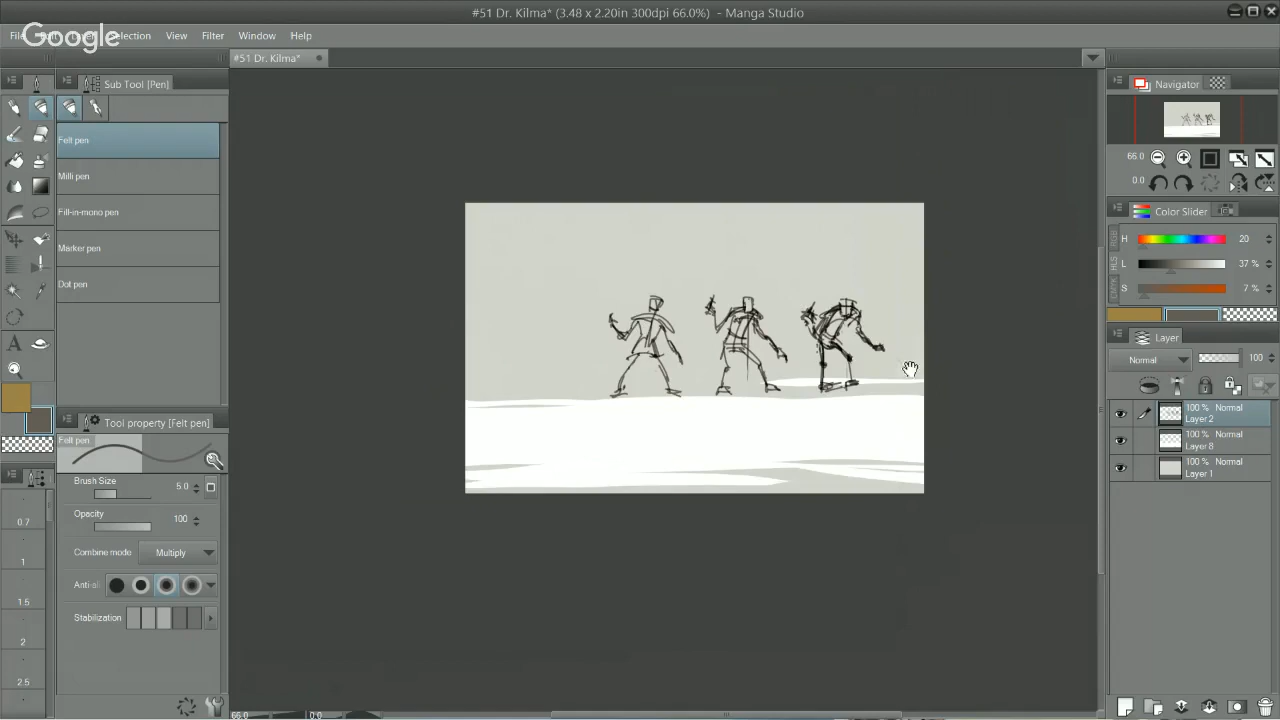 #51 Dr. Kilma* (3.48 x 2.20in 300dpi 66.0%) - Manga Studio
Google
File
Selection View Filter Window Help
#51 Dr. Kilma*
Sub Tool [Pen]
Felt pen
Milli pen
Fill-in-mono pen
Marker pen
Dot pen
Tool property [Felt pen]
Felt pen
Brush Size 5.0
Opacity 100
Combine mode Multiply
Anti-ali
Stabilization
0.7
1
1.5
2
2.5
66.0 0.0
Navigator
66.0
0.0
Color Slider
RGB
HLS
CMYK
H 20
L 37 %
S 7 %
Layer
Normal 100
100 % Normal
Layer 2
100 % Normal
Layer 8
100 % Normal
Layer 1